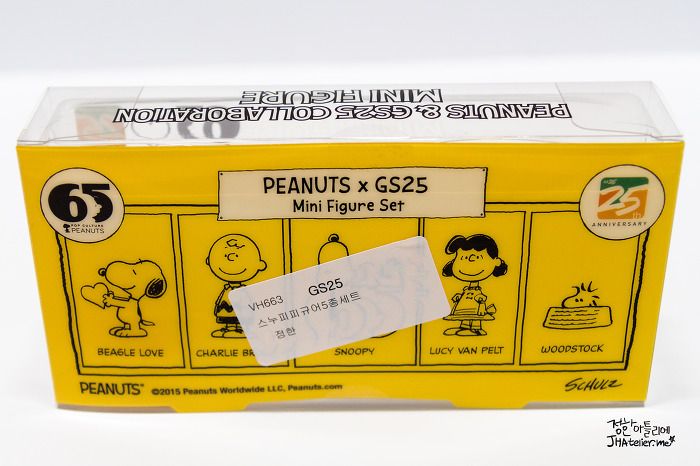 PEANUTS & GS25 COLLABORATION
MINI FIGURE
65
POP CULTURE
PEANUTS
PEANUTS x GS25
Mini Figure Set
25th
ANNIVERSARY
VH663 GS25
스누피피규어5종세트
정한
BEAGLE LOVE
CHARLIE BR
SNOOPY
LUCY VAN PELT
WOODSTOCK
PEANUTS™ ©2015 Peanuts Worldwide LLC, Peanuts.com
SCHULZ
정한아틀리에
JHAtelier.me